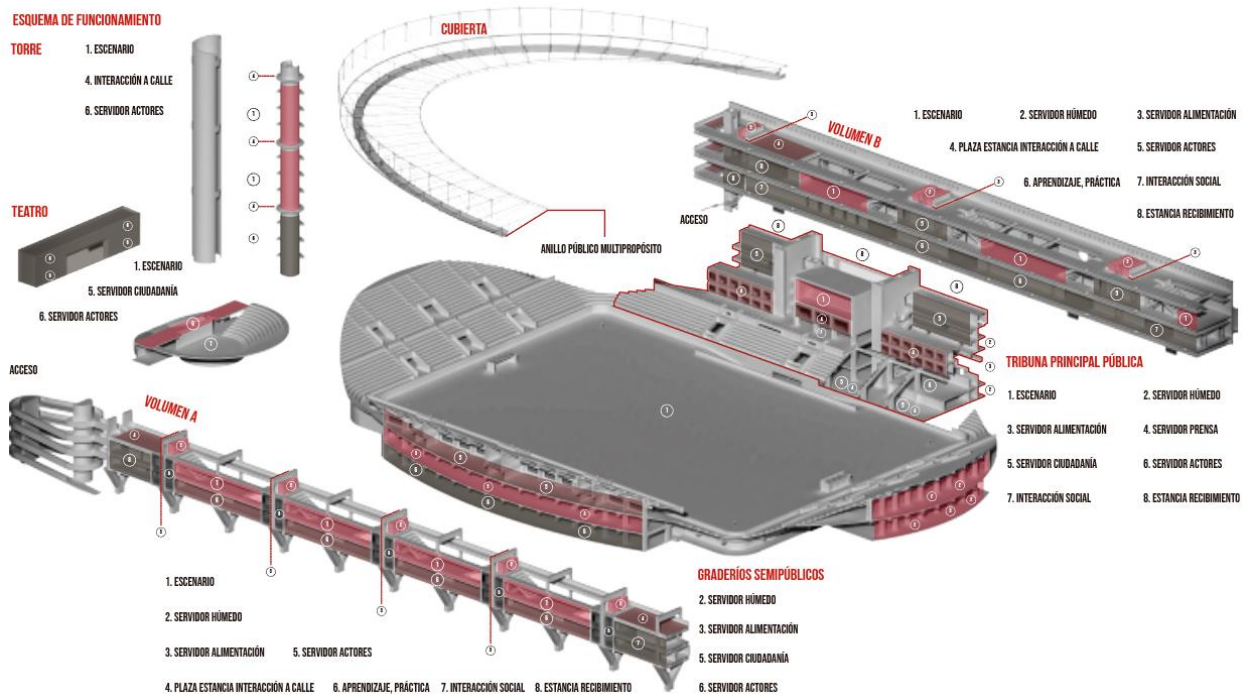 ESQUEMA DE FUNCIONAMIENTO
TORRE
1. ESCENARIO
4. INTERACCIÓN A CALLE
6. SERVIDOR ACTORES
CUBIERTA
ANILLO PÚBLICO MULTIPROPÓSITO
VOLUMEN B
1. ESCENARIO 2. SERVIDOR HÚMEDO 3. SERVIDOR ALIMENTACIÓN
4. PLAZA ESTANCIA INTERACCIÓN A CALLE 5. SERVIDOR ACTORES
6. APRENDIZAJE, PRÁCTICA 7. INTERACCIÓN SOCIAL
8. ESTANCIA RECIBIMIENTO
ACCESO
TEATRO
1. ESCENARIO
5. SERVIDOR CIUDADANÍA
6. SERVIDOR ACTORES
TRIBUNA PRINCIPAL PÚBLICA
1. ESCENARIO 2. SERVIDOR HÚMEDO
3. SERVIDOR ALIMENTACIÓN 4. SERVIDOR PRENSA
5. SERVIDOR CIUDADANÍA 6. SERVIDOR ACTORES
7. INTERACCIÓN SOCIAL 8. ESTANCIA RECIBIMIENTO
ACCESO
VOLUMEN A
1. ESCENARIO
2. SERVIDOR HÚMEDO
3. SERVIDOR ALIMENTACIÓN 5. SERVIDOR ACTORES
4. PLAZA ESTANCIA INTERACCIÓN A CALLE 6. APRENDIZAJE, PRÁCTICA 7. INTERACCIÓN SOCIAL 8. ESTANCIA RECIBIMIENTO
GRADERÍOS SEMIPÚBLICOS
2. SERVIDOR HÚMEDO
3. SERVIDOR ALIMENTACIÓN
5. SERVIDOR CIUDADANÍA
6. SERVIDOR ACTORES